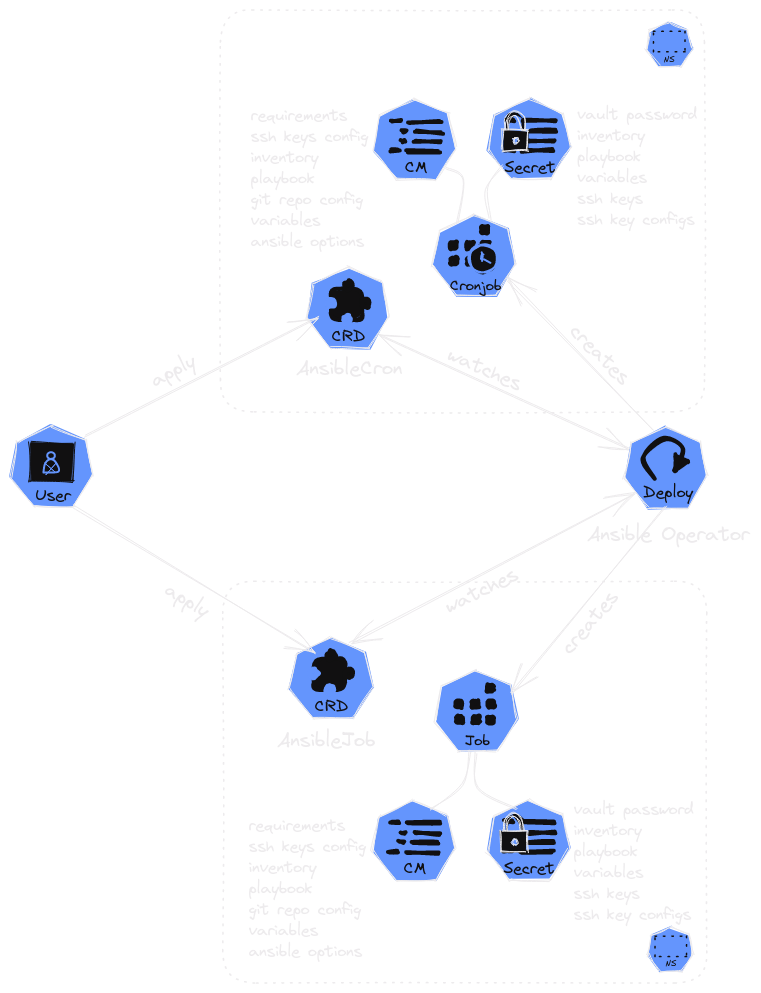 NS
requirements
ssh keys config
inventory
playbook
git repo config
variables
ansible options
CM
Secret
vault password
inventory
playbook
variables
ssh keys
ssh key configs
Cronjob
CRD
AnsibleCron
apply
watches
creates
User
Deploy
Ansible Operator
apply
watches
creates
CRD
AnsibleJob
Job
requirements
ssh keys config
inventory
playbook
git repo config
variables
ansible options
CM
Secret
vault password
inventory
playbook
variables
ssh keys
ssh key configs
NS